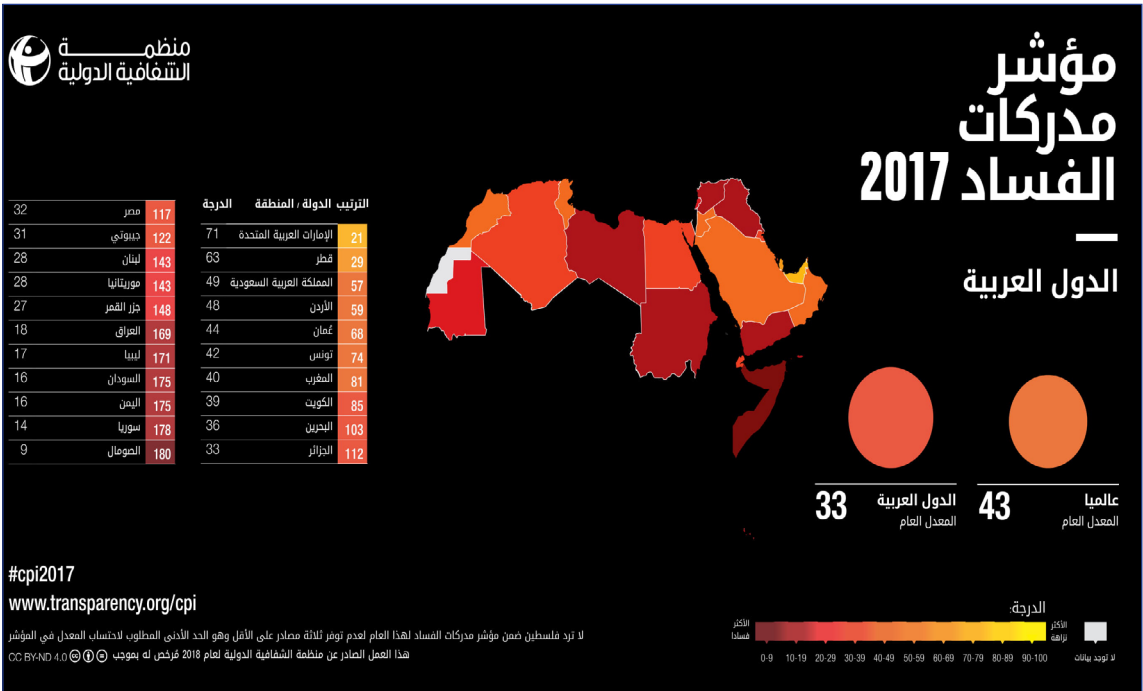 مؤشر
مدركات
الفساد 2017
الدول العربية
منظمـــــــــة
الشفافية الدولية
الترتيب الدولة / المنطقة الدرجة
21 الإمارات العربية المتحدة 71
29 قطر 63
57 المملكة العربية السعودية 49
59 الأردن 48
68 عُمان 44
74 تونس 42
81 المغرب 40
85 الكويت 39
103 البحرين 36
112 الجزائر 33
117 مصر 32
122 جيبوتي 31
143 لبنان 28
143 موريتانيا 28
148 جزر القمر 27
169 العراق 18
171 ليبيا 17
175 السودان 16
175 اليمن 16
178 سوريا 14
180 الصومال 9
عالميا 43
المعدل العام
الدول العربية 33
المعدل العام
الدرجة:
الأكثر نزاهة
الأكثر فسادا
0-9 10-19 20-29 30-39 40-49 50-59 60-69 70-79 80-89 90-100
لا توجد بيانات
#cpi2017
www.transparency.org/cpi
لا ترد فلسطين ضمن مؤشر مدركات الفساد لهذا العام لعدم توفر ثلاثة مصادر على الأقل وهو الحد الأدنى المطلوب لاحتساب المعدل في المؤشر
هذا العمل الصادر عن منظمة الشفافية الدولية لعام 2018 مُرخص له بموجب CC BY-ND 4.0